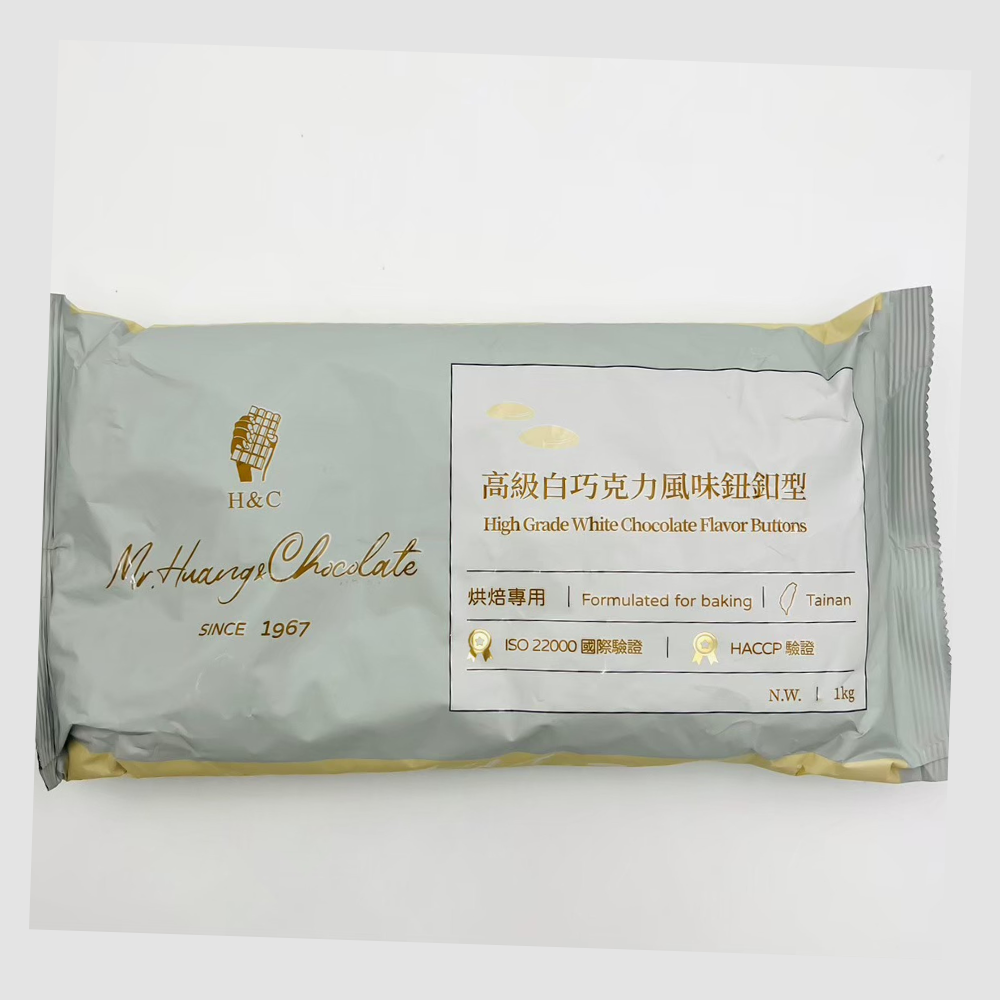 H&C
Mr. Huang's Chocolate
SINCE 1967
高級白巧克力風味鈕釦型
High Grade White Chocolate Flavor Buttons
烘焙專用 | Formulated for baking | Tainan
ISO 22000 國際驗證 | HACCP 驗證
N.W. | 1kg